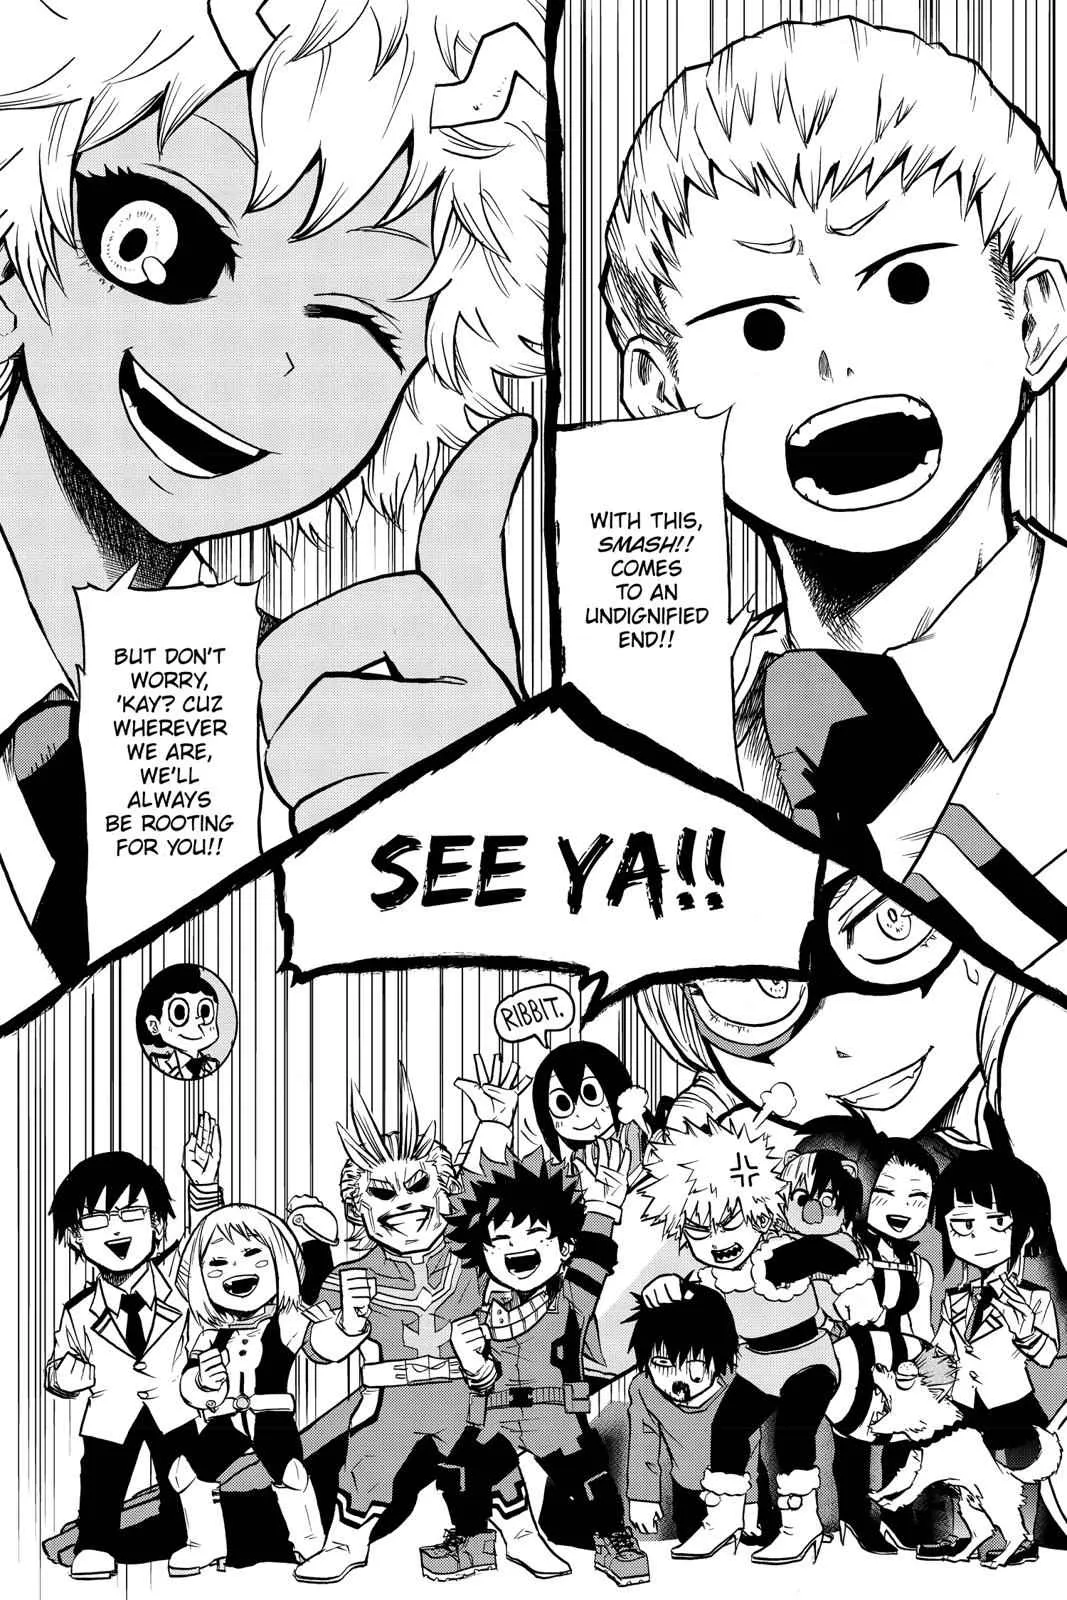 WITH THIS,
SMASH!!
COMES
TO AN
UNDIGNIFIED
END!!
BUT DON'T
WORRY,
'KAY? CUZ
WHEREVER
WE ARE,
WE'LL
ALWAYS
BE ROOTING
FOR YOU!!
SEE YA!!
RIBBIT.